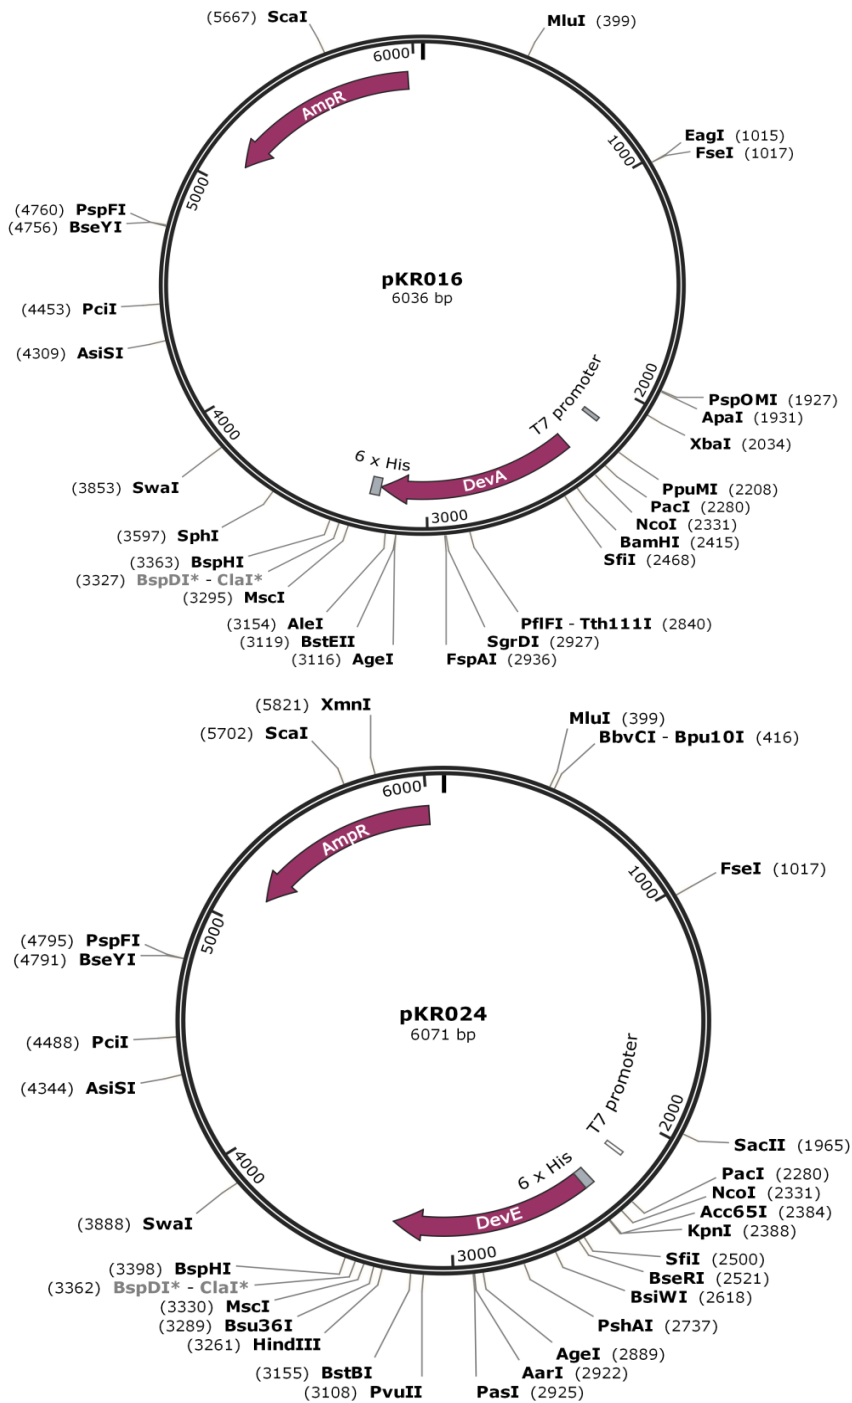 (5667) ScaI
MluI (399)
6000
AmpR
EagI (1015)
FseI (1017)
1000
5000
(4760) PspFI
(4756) BseYI
pKR016
6036 bp
(4453) PciI
(4309) AsiSI
T7 promoter
2000
PspOMI (1927)
ApaI (1931)
XbaI (2034)
4000
6 x His
DevA
(3853) SwaI
PpuMI (2208)
PacI (2280)
NcoI (2331)
BamHI (2415)
SfiI (2468)
3000
(3597) SphI
(3363) BspHI
(3327) BspDI* - ClaI*
(3295) MscI
(3154) AleI
(3119) BstEII
(3116) AgeI
PflFI - Tth111I (2840)
SgrDI (2927)
FspAI (2936)
(5821) XmnI
(5702) ScaI
MluI (399)
BbvCI - Bpu10I (416)
6000
AmpR
FseI (1017)
1000
5000
(4795) PspFI
(4791) BseYI
pKR024
6071 bp
(4488) PciI
(4344) AsiSI
T7 promoter
2000
SacII (1965)
4000
6 x His
DevE
PacI (2280)
NcoI (2331)
Acc65I (2384)
KpnI (2388)
(3888) SwaI
3000
SfiI (2500)
BseRI (2521)
BsiWI (2618)
(3398) BspHI
(3362) BspDI* - ClaI*
(3330) MscI
(3289) Bsu36I
(3261) HindIII
(3155) BstBI
(3108) PvuII
PshAI (2737)
AgeI (2889)
AarI (2922)
PasI (2925)